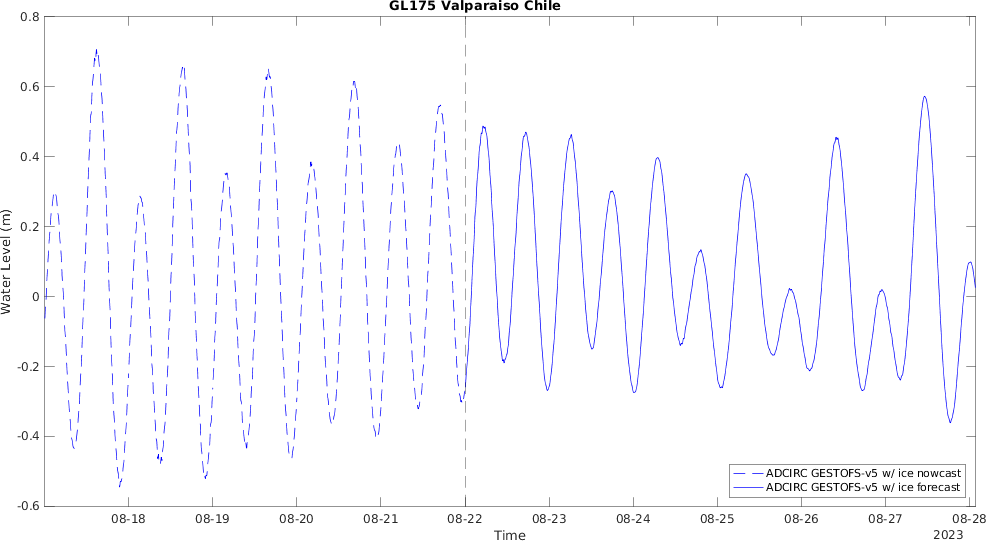 GL175 Valparaiso Chile
0.8
0.6
0.4
0.2
0
-0.2
-0.4
-0.6
Water Level (m)
ADCIRC GESTOFS-v5 w/ ice nowcast
ADCIRC GESTOFS-v5 w/ ice forecast
08-18 08-19 08-20 08-21 08-22 08-23 08-24 08-25 08-26 08-27 08-28
Time
2023